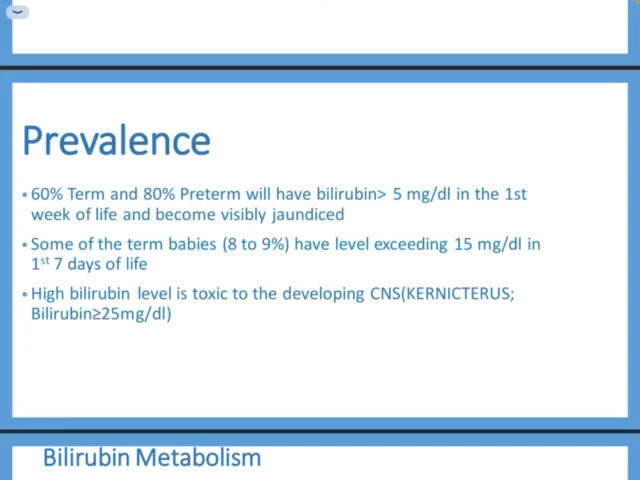 Prevalence
• 60% Term and 80% Preterm will have bilirubin> 5 mg/dl in the 1st
week of life and become visibly jaundiced
• Some of the term babies (8 to 9%) have level exceeding 15 mg/dl in
1st 7 days of life
• High bilirubin level is toxic to the developing CNS(KERNICTERUS;
Bilirubin≥25mg/dl)
Bilirubin Metabolism